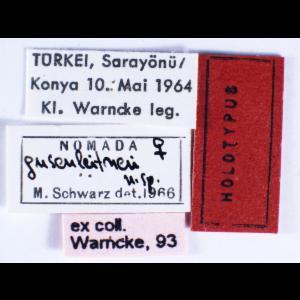 TÜRKEI, Sarayönü/
Konya 10. Mai 1964
Kl. Warncke leg.
NOMADA ♀
gusenleitneri
n.sp.
M. Schwarz det. 1966
ex coll.
Warncke, 93
HOLOTYPUS